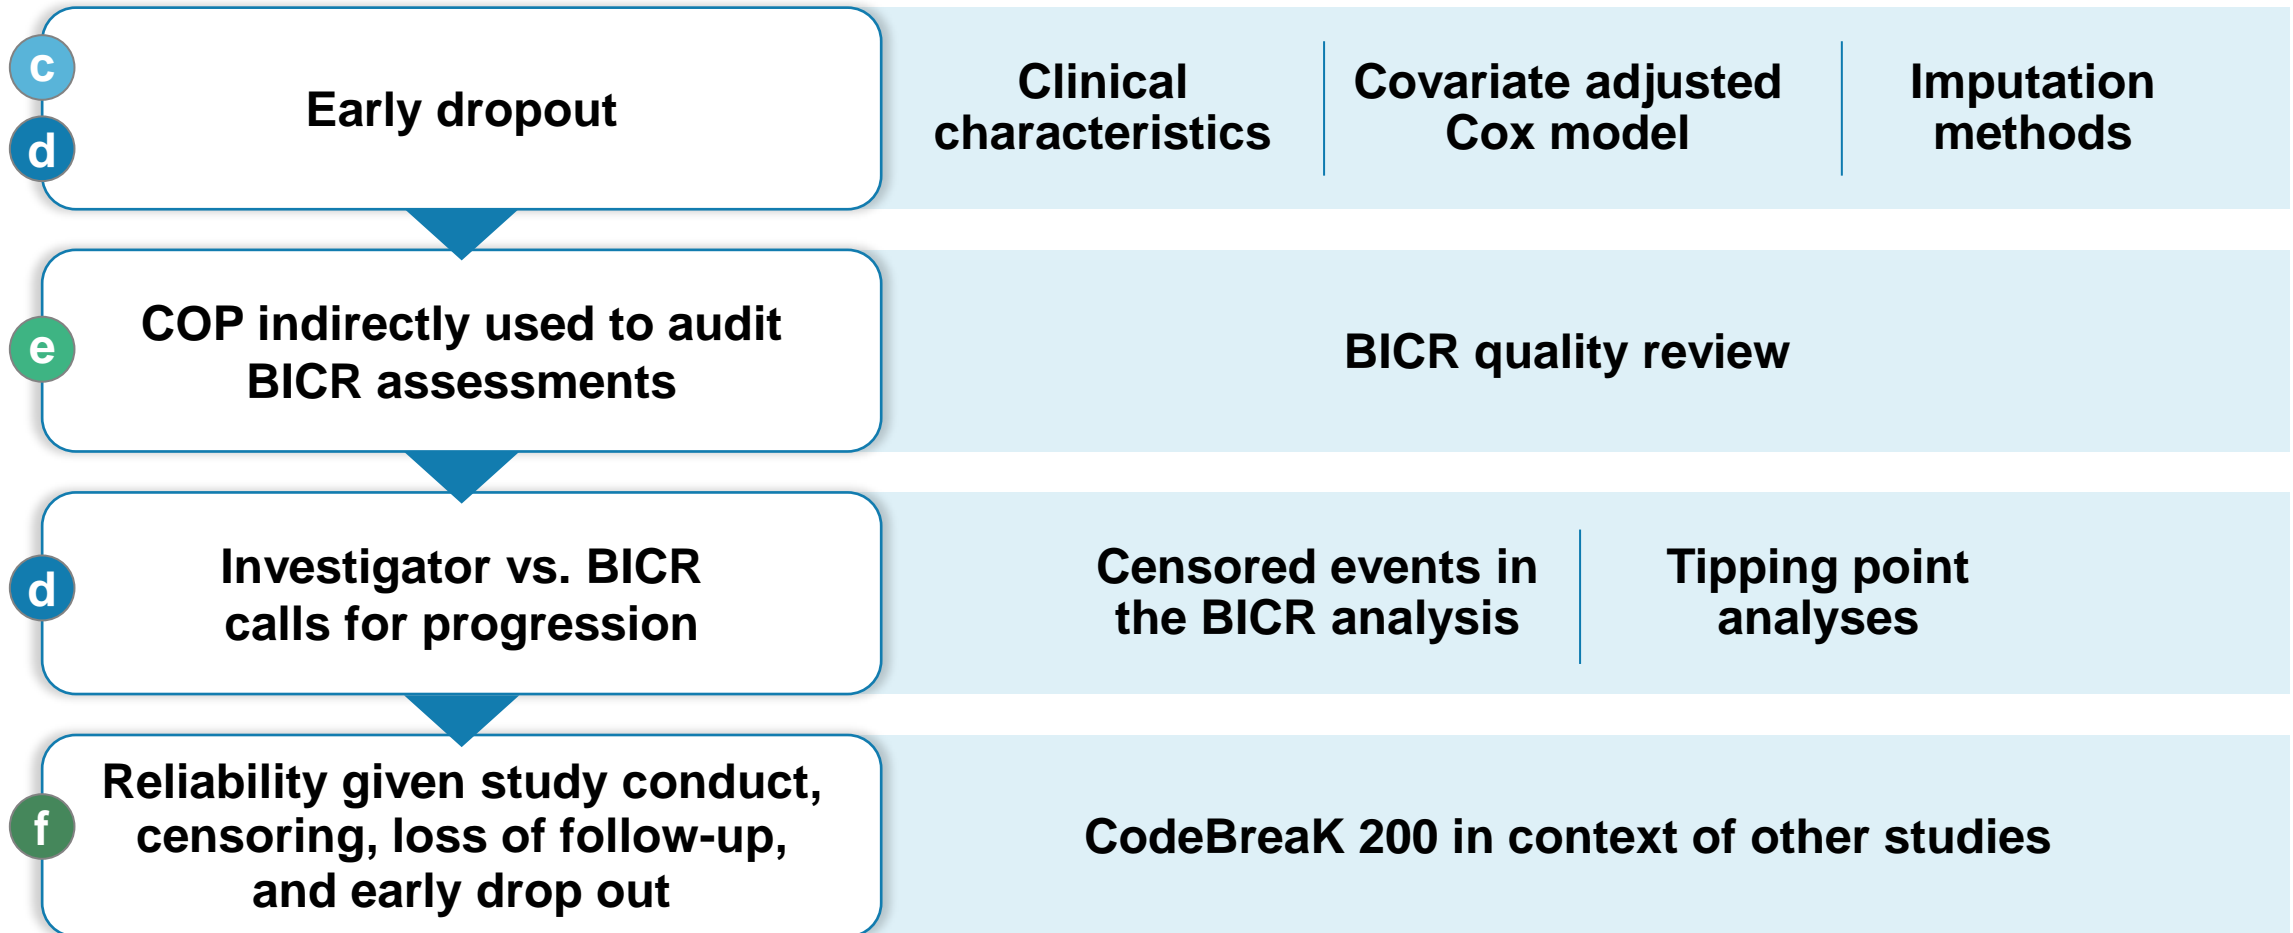 c
d
Early dropout
Clinical
characteristics
Covariate adjusted
Cox model
Imputation
methods
e
COP indirectly used to audit
BICR assessments
BICR quality review
d
Investigator vs. BICR
calls for progression
Censored events in
the BICR analysis
Tipping point
analyses
f
Reliability given study conduct,
censoring, loss of follow-up,
and early drop out
CodeBreaK 200 in context of other studies